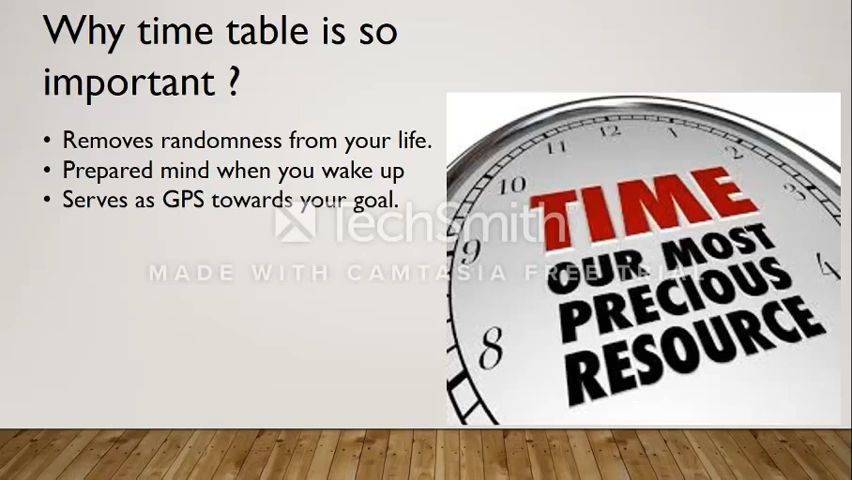 Why time table is so
important ?
• Removes randomness from your life.
• Prepared mind when you wake up
• Serves as GPS towards your goal.
TechSmith
MADE WITH CAMTASIA FREE TRIAL
11 12 1
10 2
9 3
8 4
TIME
OUR MOST
PRECIOUS
RESOURCE